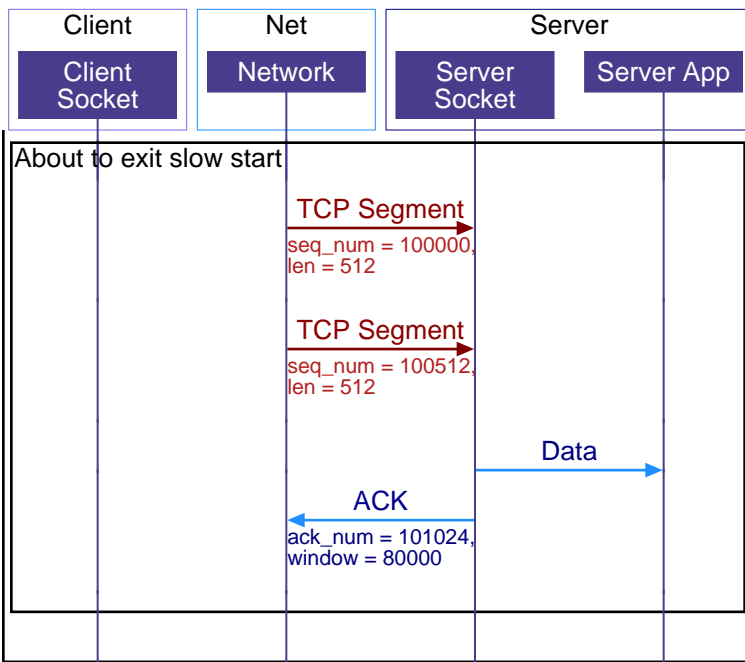 Client Net Server
Client Socket Network Server Socket Server App
About to exit slow start
TCP Segment
seq_num = 100000,
len = 512
TCP Segment
seq_num = 100512,
len = 512
Data
ACK
ack_num = 101024,
window = 80000